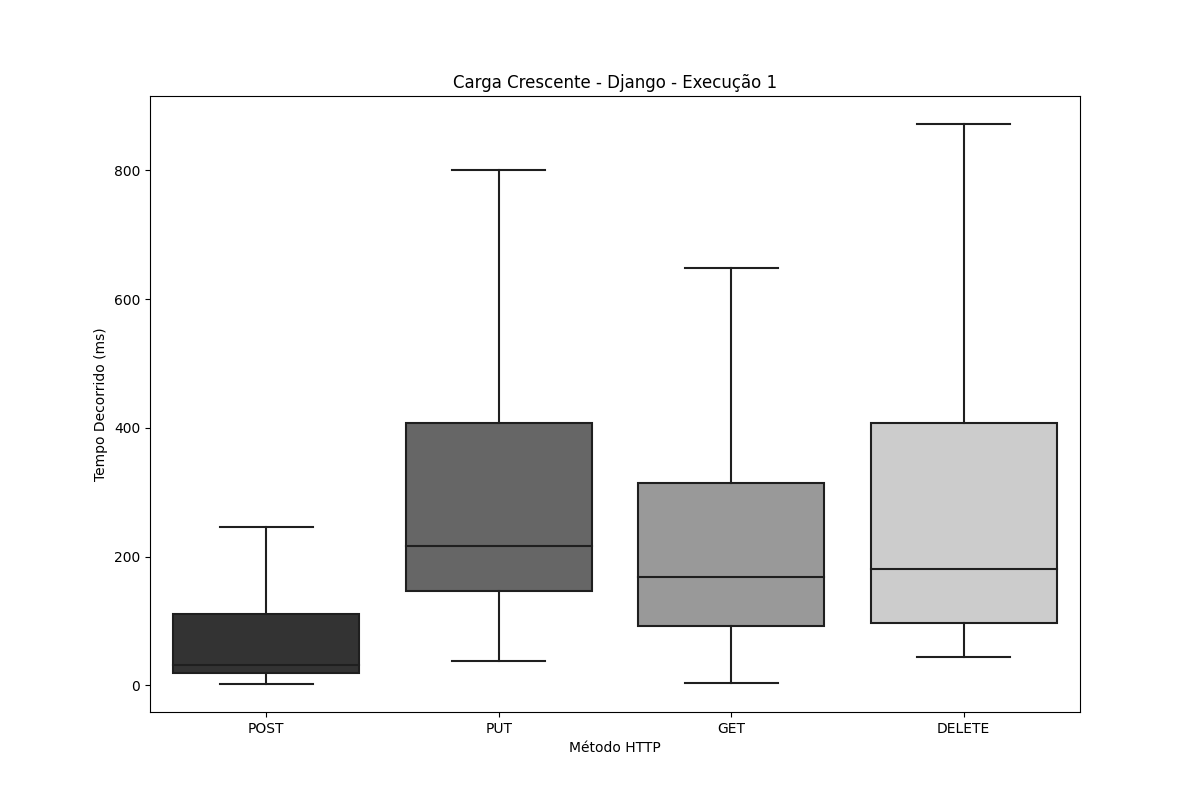 Carga Crescente - Django - Execução 1
800
600
400
200
0
Tempo Decorrido (ms)
POST PUT GET DELETE
Método HTTP